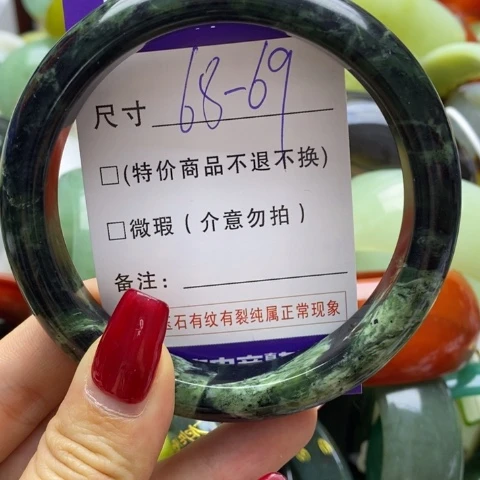 尺寸 68-69
□(特价商品不退不换)
□微瑕(介意勿拍)
备注:
玉石有纹有裂纯属正常现象